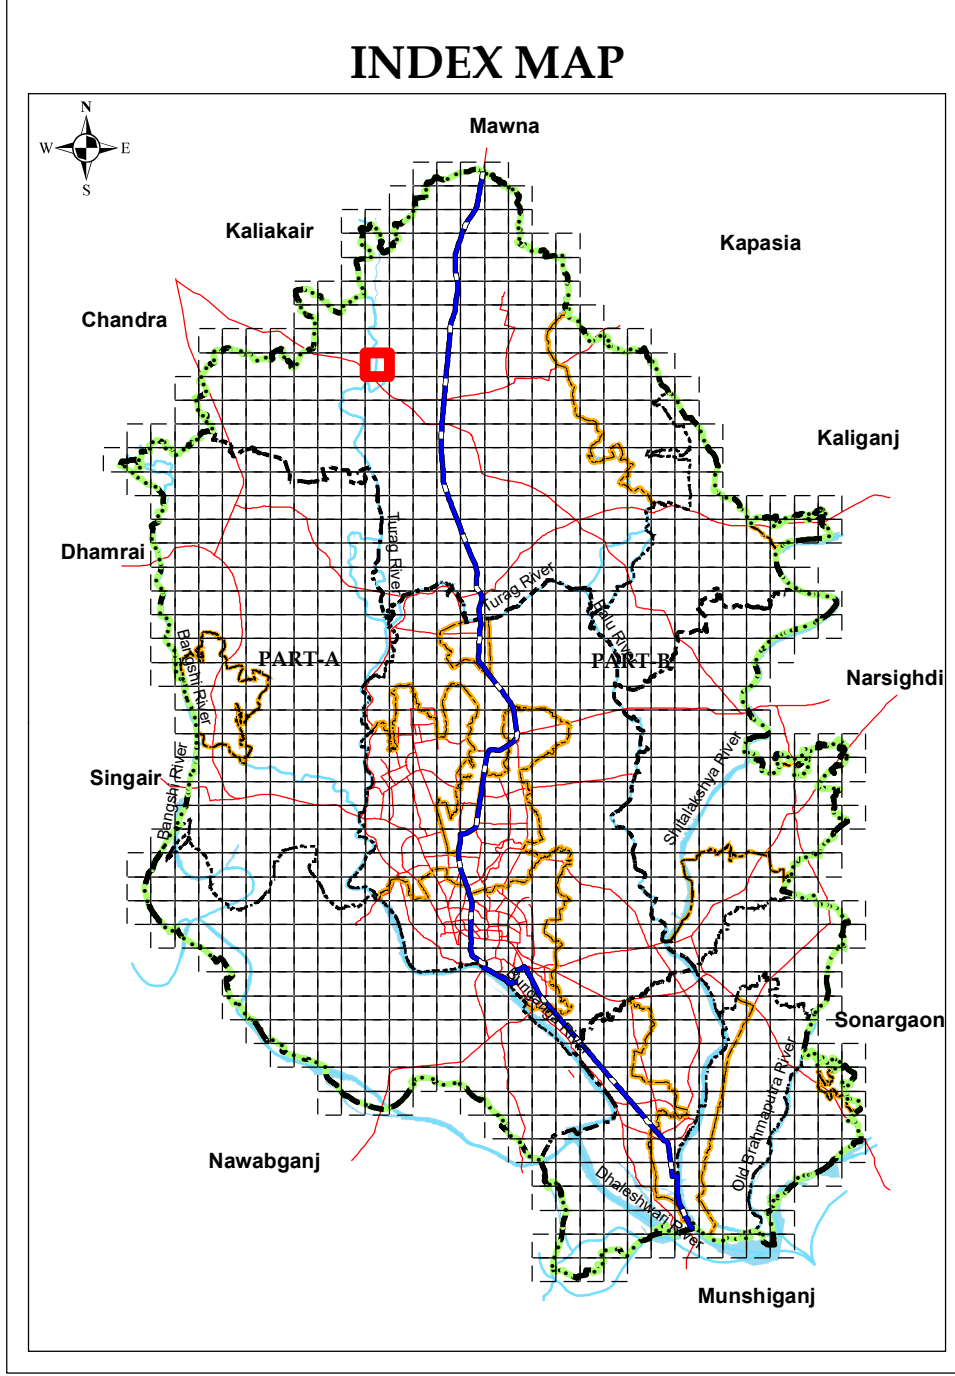 INDEX MAP
N
W E
S
Mawna
Kaliakair
Kapasia
Chandra
Kaliganj
Dhamrai
Turag River
Turag River
Balu River
PART-A
PART-B
Bangshi River
Narsighdi
Singair
Bangshi River
Shitalakshya River
Buriganga River
Sonargaon
Old Brahmaputra River
Nawabganj
Dhaleshwari River
Munshiganj